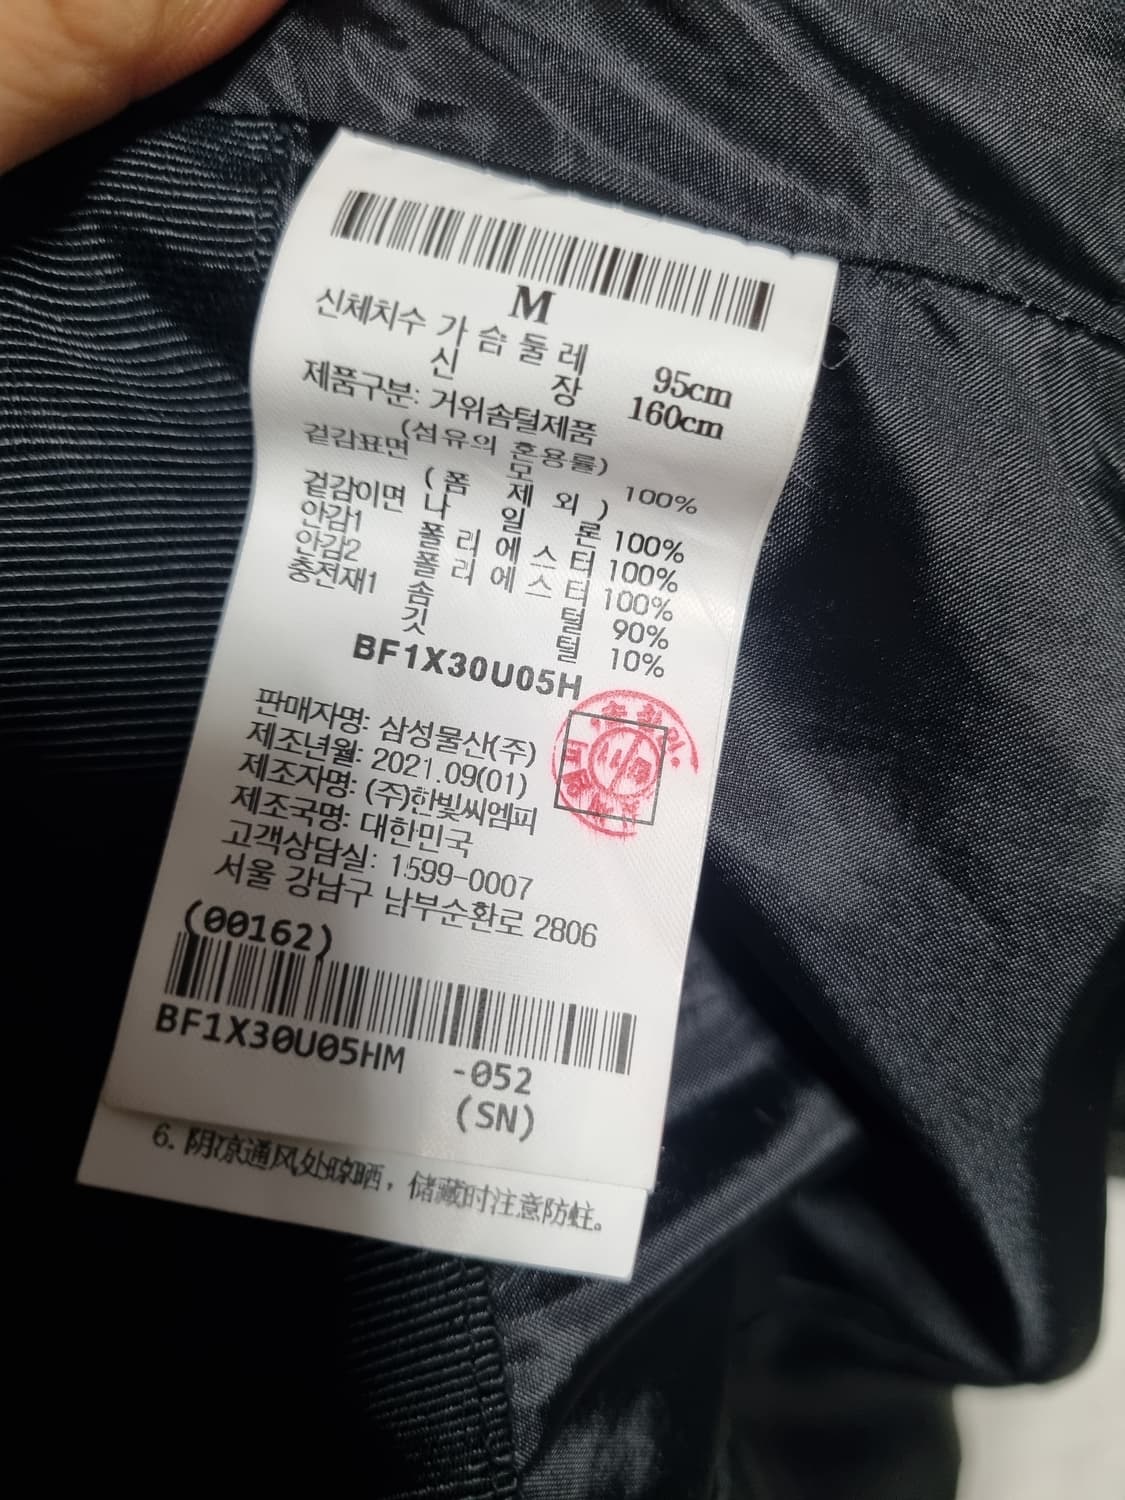 M
신체치수 가슴둘레 95cm
신 장 160cm
제품구분: 거위솜털제품
(섬유의 혼용률)
겉감표면 모 100%
(폼 제 외)
겉감이면 나 일 론 100%
안감1 폴리에스터 100%
안감2 폴리에스터 100%
충전재1 솜 털 90%
깃 털 10%
BF1X30U05H
판매자명: 삼성물산(주)
제조년월: 2021.09(01)
제조자명: (주)한빛씨엠피
제조국명: 대한민국
고객상담실: 1599-0007
서울 강남구 남부순환로 2806
(00162)
BF1X30U05HM -052
(SN)
6. 阴凉通风处晾晒，储藏时注意防蛀。